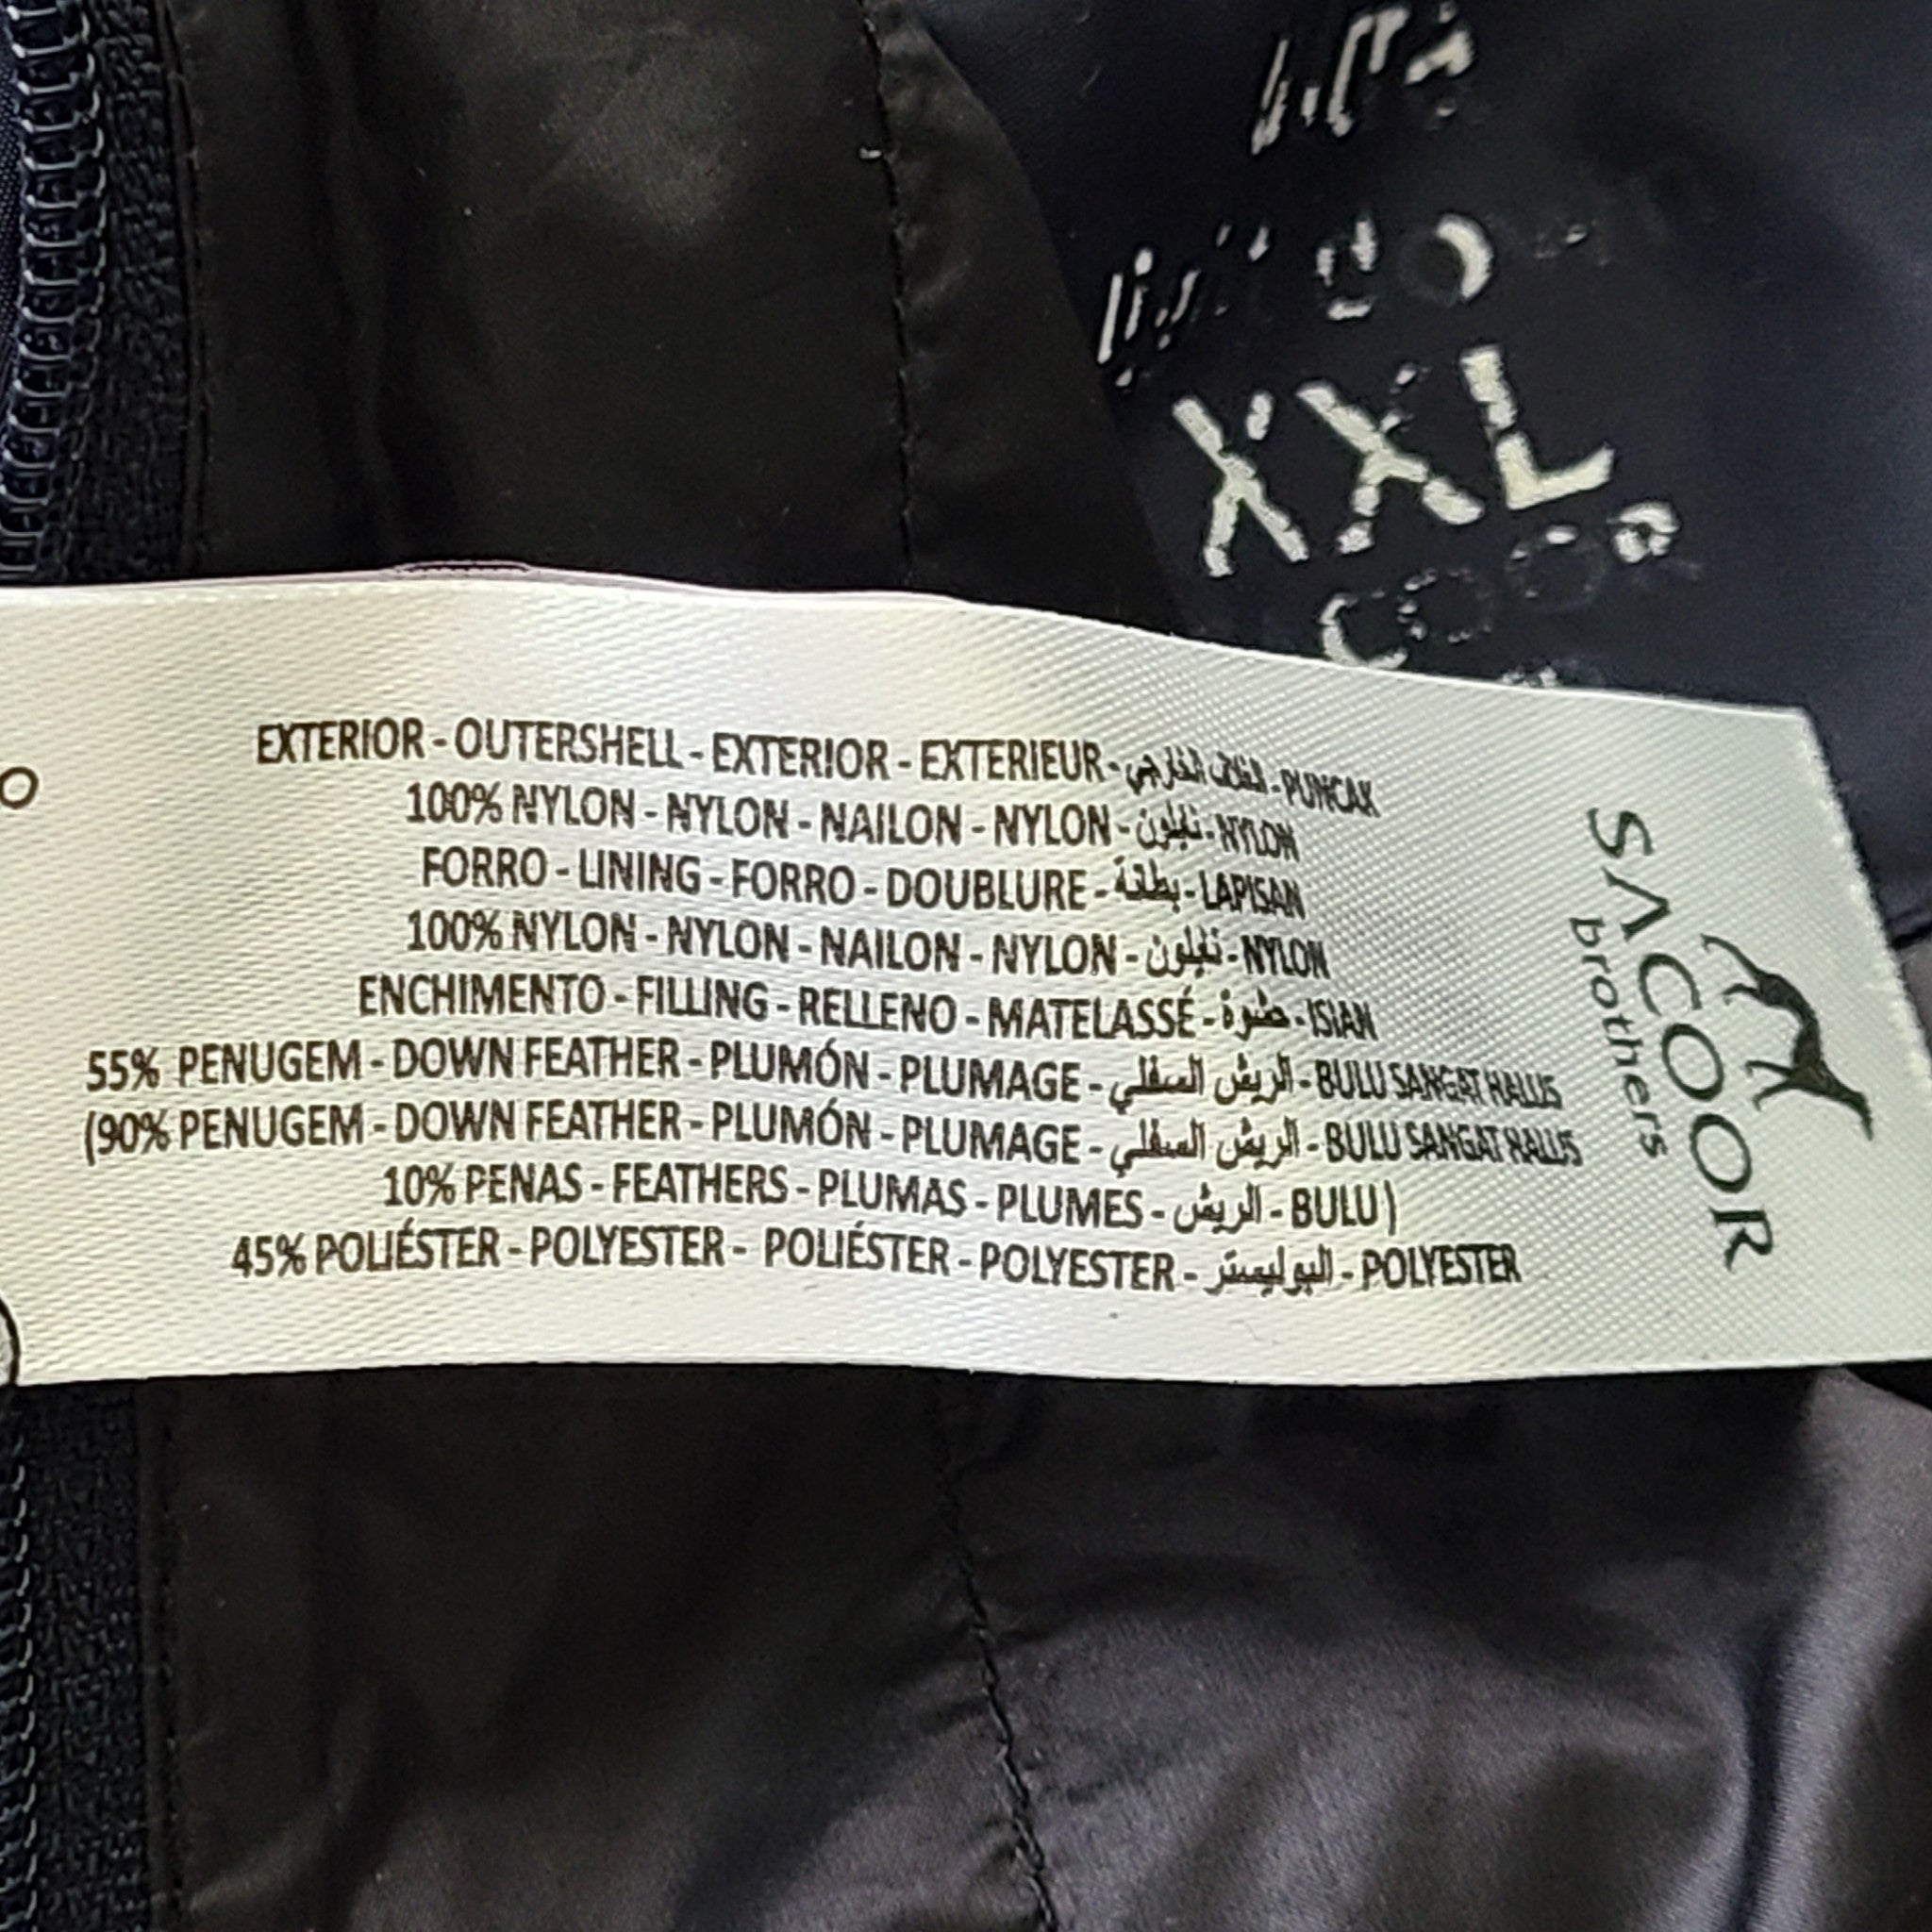 XXL
EXTERIOR - OUTERSHELL - EXTERIOR - EXTERIEUR - الغلاف الخارجي - PUNCAK
100% NYLON - NYLON - NAILON - NYLON - نايلون - NYLON
FORRO - LINING - FORRO - DOUBLURE - بطانة - LAPISAN
100% NYLON - NYLON - NAILON - NYLON - نايلون - NYLON
ENCHIMENTO - FILLING - RELLENO - MATELASSÉ - حشوة - ISIAN
55% PENUGEM - DOWN FEATHER - PLUMÓN - PLUMAGE - الريش السفلي - BULU SANGAT HALUS
(90% PENUGEM - DOWN FEATHER - PLUMÓN - PLUMAGE - الريش السفلي - BULU SANGAT HALUS
10% PENAS - FEATHERS - PLUMAS - PLUMES - الريش - BULU )
45% POLIÉSTER - POLYESTER - POLIÉSTER - POLYESTER - البوليستر - POLYESTER
SACOOR
brothers